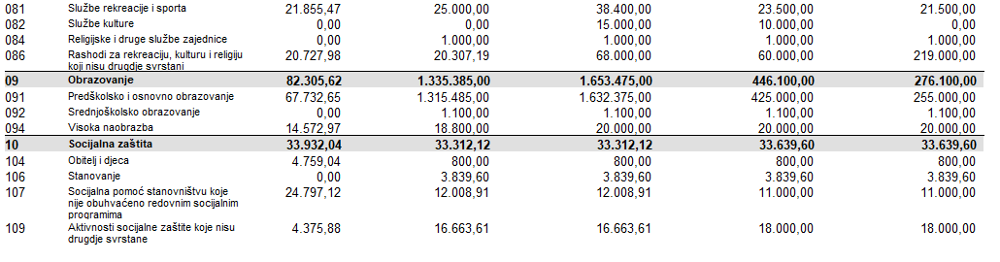 081 Službe rekreacije i sporta 21.855,47 25.000,00 38.400,00 23.500,00 21.500,00
082 Službe kulture 0,00 0,00 15.000,00 10.000,00 0,00
084 Religijske i druge službe zajednice 0,00 1.000,00 1.000,00 1.000,00 1.000,00
086 Rashodi za rekreaciju, kulturu i religiju 20.727,98 20.307,19 68.000,00 60.000,00 219.000,00
koji nisu drugdje svrstani
09 Obrazovanje 82.305,62 1.335.385,00 1.653.475,00 446.100,00 276.100,00
091 Predškolsko i osnovno obrazovanje 67.732,65 1.315.485,00 1.632.375,00 425.000,00 255.000,00
092 Srednjoškolsko obrazovanje 0,00 1.100,00 1.100,00 1.100,00 1.100,00
094 Visoka naobrazba 14.572,97 18.800,00 20.000,00 20.000,00 20.000,00
10 Socijalna zaštita 33.932,04 33.312,12 33.312,12 33.639,60 33.639,60
104 Obitelj i djeca 4.759,04 800,00 800,00 800,00 800,00
106 Stanovanje 0,00 3.839,60 3.839,60 3.839,60 3.839,60
107 Socijalna pomoć stanovništvu koje 24.797,12 12.008,91 12.008,91 11.000,00 11.000,00
nije obuhvaćeno redovnim socijalnim
programima
109 Aktivnosti socijalne zaštite koje nisu 4.375,88 16.663,61 16.663,61 18.000,00 18.000,00
drugdje svrstane